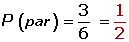 P (par) = 3/6 = 1/2